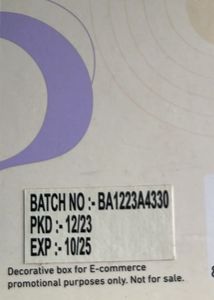 BATCH NO :- BA1223A4330
PKD :- 12/23
EXP :- 10/25
Decorative box for E-commerce
promotional purposes only. Not for sale.